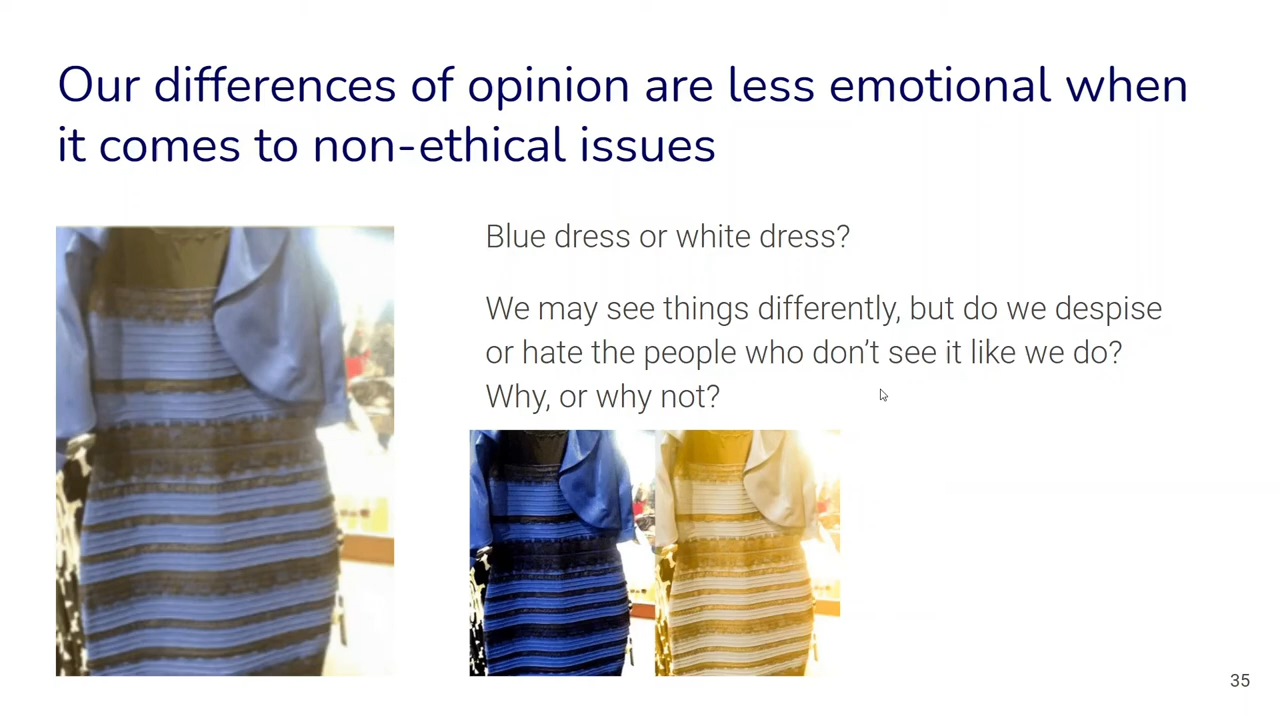 Our differences of opinion are less emotional when
it comes to non-ethical issues
Blue dress or white dress?
We may see things differently, but do we despise
or hate the people who don’t see it like we do?
Why, or why not?
35